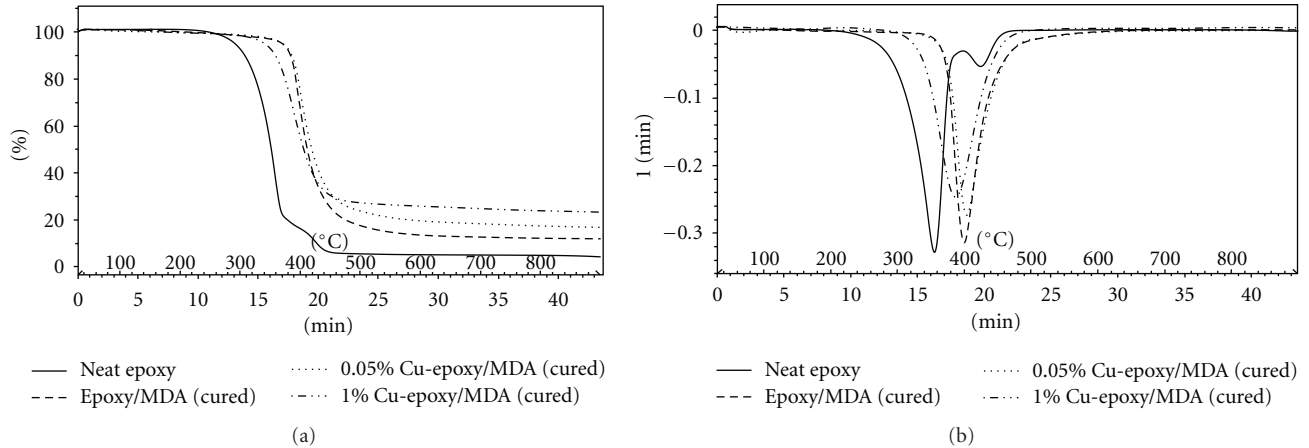 100
80
60
40
20
0
(%)
(°C)
100 200 300 400 500 600 700 800
0 5 10 15 20 25 30 35 40
(min)
Neat epoxy
Epoxy/MDA (cured)
0.05% Cu-epoxy/MDA (cured)
1% Cu-epoxy/MDA (cured)
(a)
0
−0.1
−0.2
−0.3
1 (min)
(°C)
100 200 300 400 500 600 700 800
0 5 10 15 20 25 30 35 40
(min)
Neat epoxy
Epoxy/MDA (cured)
0.05% Cu-epoxy/MDA (cured)
1% Cu-epoxy/MDA (cured)
(b)